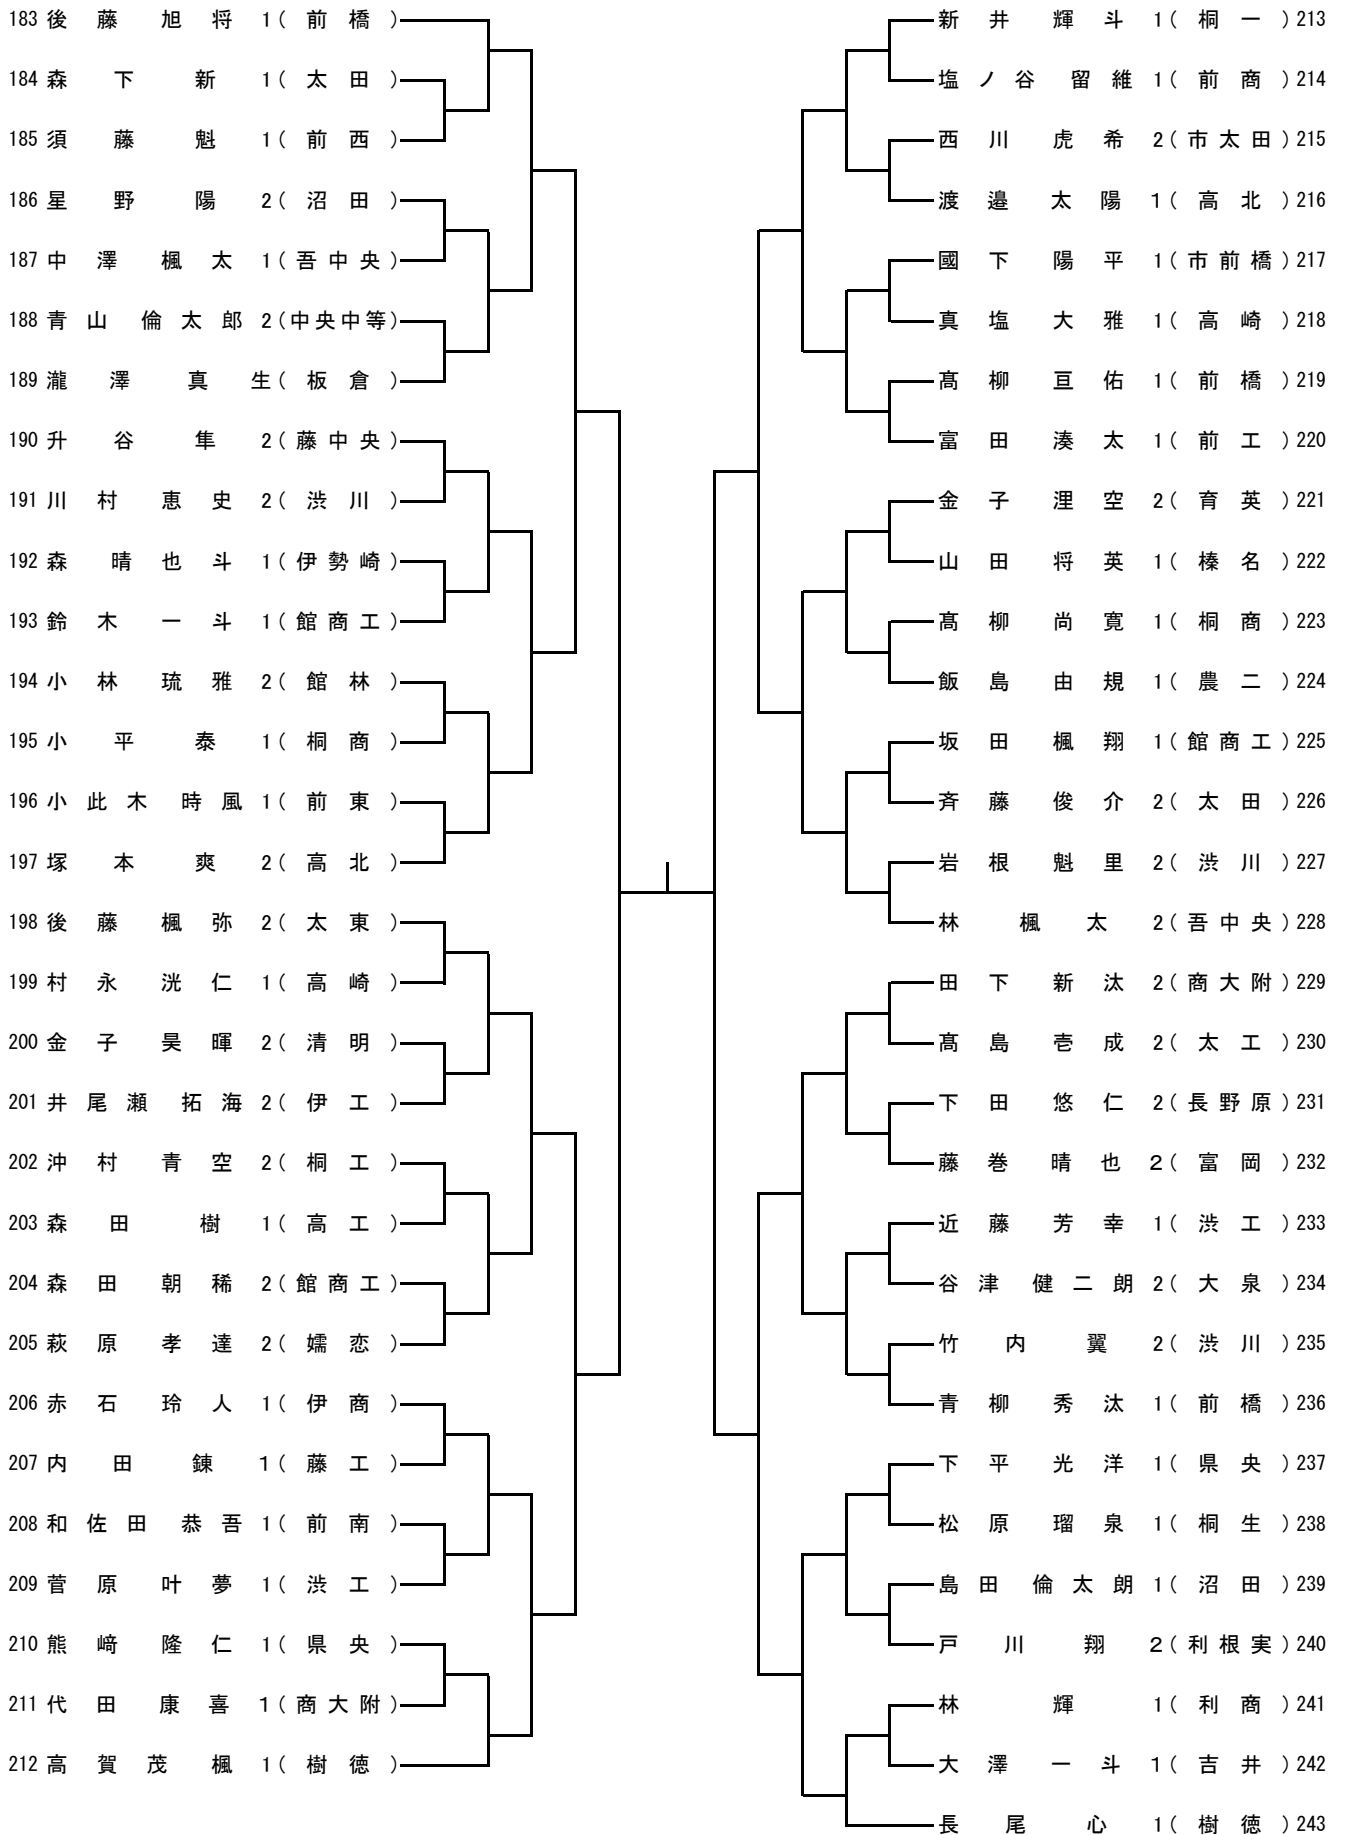 183 後藤旭将 1(前橋)
184 森下新 1(太田)
185 須藤魁 1(前西)
186 星野陽 2(沼田)
187 中澤楓太 1(吾中央)
188 青山倫太郎 2(中央中等)
189 瀧澤真生(板倉)
190 升谷隼 2(藤中央)
191 川村恵史 2(渋川)
192 森晴也斗 1(伊勢崎)
193 鈴木一斗 1(館商工)
194 小林琉雅 2(館林)
195 小平泰 1(桐商)
196 小此木時風 1(前東)
197 塚本爽 2(高北)
198 後藤楓弥 2(太東)
199 村永洸仁 1(高崎)
200 金子昊暉 2(清明)
201 井尾瀬拓海 2(伊工)
202 沖村青空 2(桐工)
203 森田樹 1(高工)
204 森田朝稀 2(館商工)
205 萩原孝達 2(嬬恋)
206 赤石玲人 1(伊商)
207 内田錬 1(藤工)
208 和佐田恭吾 1(前南)
209 菅原叶夢 1(渋工)
210 熊﨑隆仁 1(県央)
211 代田康喜 1(商大附)
212 高賀茂楓 1(樹徳)
新井輝斗 1(桐一)213
塩ノ谷留維 1(前商)214
西川虎希 2(市太田)215
渡邉太陽 1(高北)216
國下陽平 1(市前橋)217
真塩大雅 1(高崎)218
髙柳亘佑 1(前橋)219
富田湊太 1(前工)220
金子浬空 2(育英)221
山田将英 1(榛名)222
髙柳尚寛 1(桐商)223
飯島由規 1(農二)224
坂田楓翔 1(館商工)225
斉藤俊介 2(太田)226
岩根魁里 2(渋川)227
林楓太 2(吾中央)228
田下新汰 2(商大附)229
髙島壱成 2(太工)230
下田悠仁 2(長野原)231
藤巻晴也 2(富岡)232
近藤芳幸 1(渋工)233
谷津健二朗 2(大泉)234
竹内翼 2(渋川)235
青柳秀汰 1(前橋)236
下平光洋 1(県央)237
松原瑠泉 1(桐生)238
島田倫太朗 1(沼田)239
戸川翔 2(利根実)240
林輝 1(利商)241
大澤一斗 1(吉井)242
長尾心 1(樹徳)243